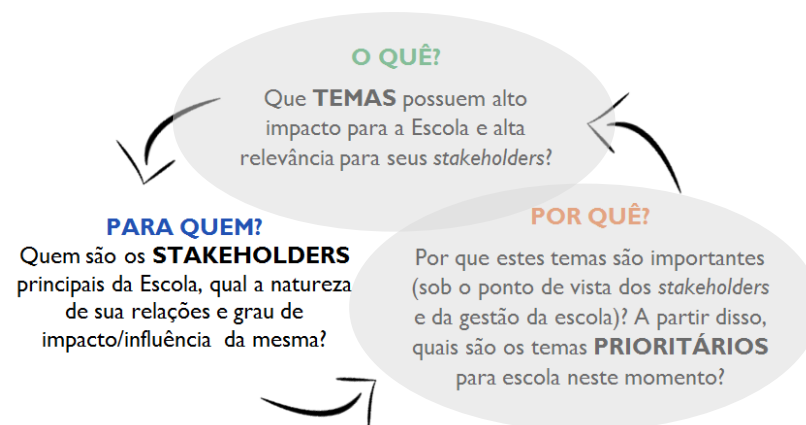 O QUÊ?
Que TEMAS possuem alto
impacto para a Escola e alta
relevância para seus stakeholders?
PARA QUEM?
Quem são os STAKEHOLDERS
principais da Escola, qual a natureza
de sua relações e grau de
impacto/influência da mesma?
POR QUÊ?
Por que estes temas são importantes
(sob o ponto de vista dos stakeholders
e da gestão da escola)? A partir disso,
quais são os temas PRIORITÁRIOS
para escola neste momento?